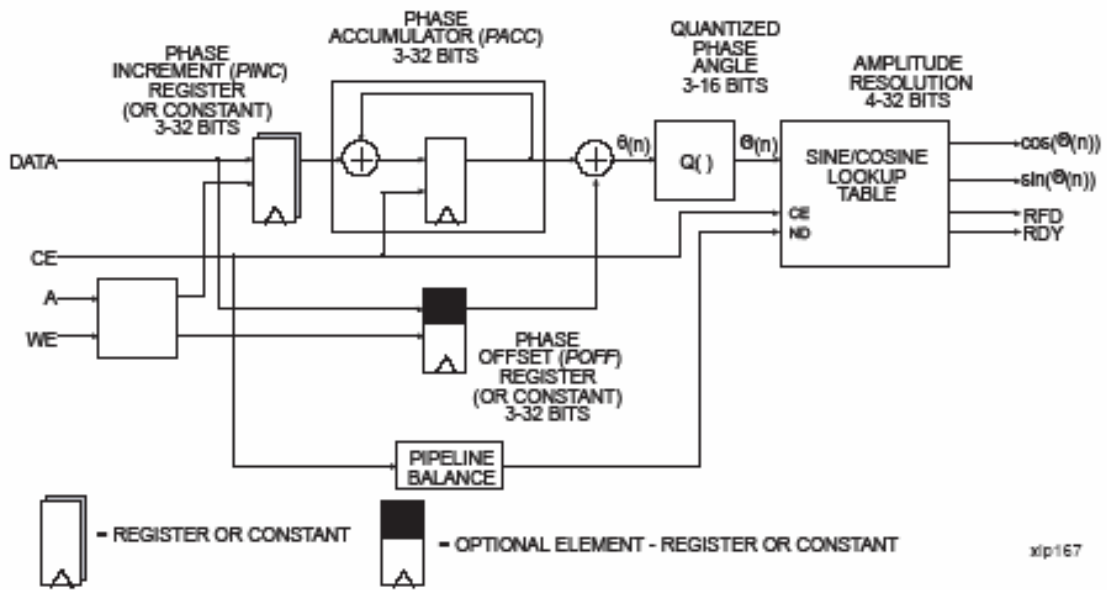 PHASE
INCREMENT (PINC)
REGISTER
(OR CONSTANT)
3-32 BITS
PHASE
ACCUMULATOR (PACC)
3-32 BITS
QUANTIZED
PHASE
ANGLE
3-16 BITS
AMPLITUDE
RESOLUTION
4-32 BITS
DATA
θ(n)
Q( )
Θ(n)
SINE/COSINE
LOOKUP
TABLE
CE
ND
cos(Θ(n))
sin(Θ(n))
RFD
RDY
CE
A
WE
PHASE
OFFSET (POFF)
REGISTER
(OR CONSTANT)
3-32 BITS
PIPELINE
BALANCE
= REGISTER OR CONSTANT
= OPTIONAL ELEMENT - REGISTER OR CONSTANT
xip167